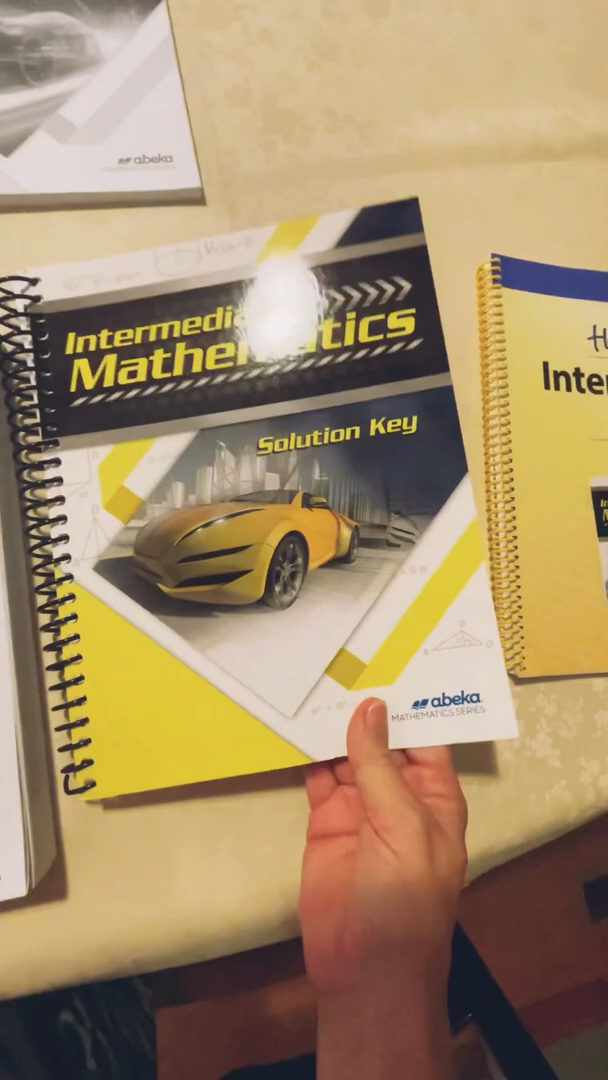 abeka
Intermedi
Mathe tics
Solution Key
abeka
MATHEMATICS SERIES
H
Inter